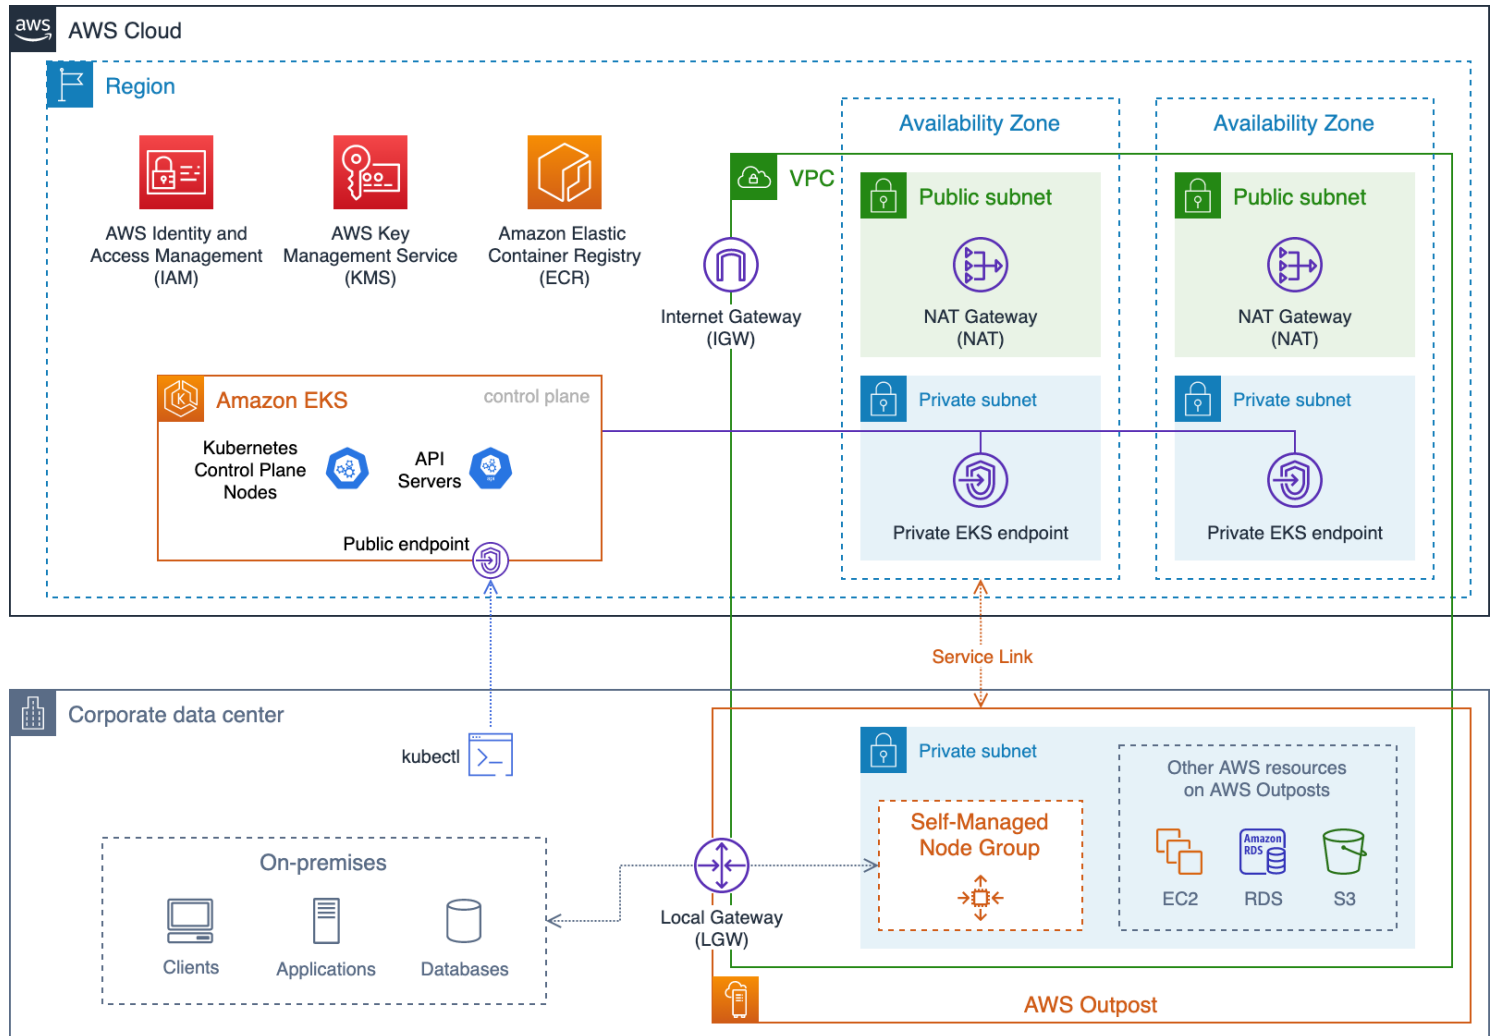 aws
AWS Cloud
Region
AWS Identity and
Access Management
(IAM)
AWS Key
Management Service
(KMS)
Amazon Elastic
Container Registry
(ECR)
Availability Zone
Availability Zone
VPC
Public subnet
Public subnet
Internet Gateway
(IGW)
NAT Gateway
(NAT)
NAT Gateway
(NAT)
K
Amazon EKS
control plane
Kubernetes
Control Plane
Nodes
API
Servers
api
Public endpoint
Private subnet
Private subnet
Private EKS endpoint
Private EKS endpoint
Service Link
Corporate data center
kubectl
On-premises
Clients
Applications
Databases
Local Gateway
(LGW)
Private subnet
Self-Managed
Node Group
Other AWS resources
on AWS Outposts
Amazon
RDS
EC2
RDS
S3
AWS Outpost